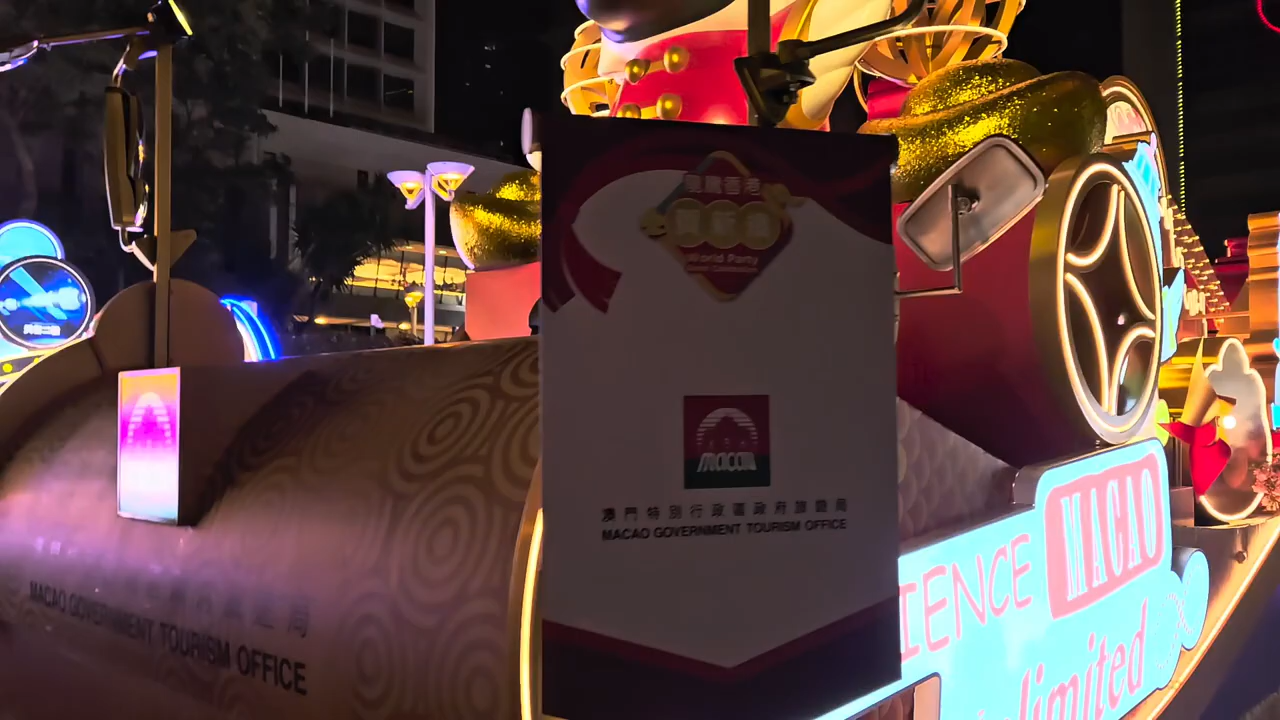 World Party
macau
澳門特別行政區政府旅遊局
MACAO GOVERNMENT TOURISM OFFICE
MACAO GOVERNMENT TOURISM OFFICE
IENCE MACAO
limited